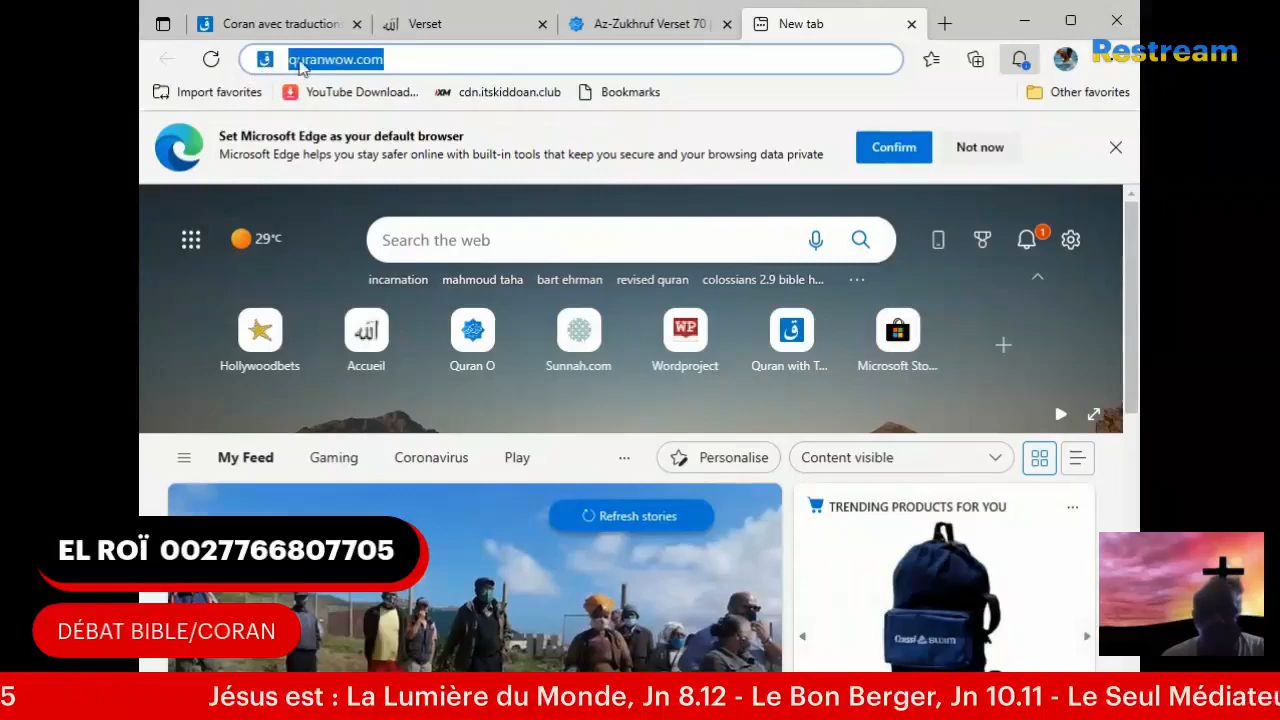 Coran avec traduction
Verset
Az-Zukhruf Verset 70
New tab
quranwow.com
Restream
Import favorites
YouTube Download...
cdn.itskiddoan.club
Bookmarks
Other favorites
Set Microsoft Edge as your default browser
Microsoft Edge helps you stay safer online with built-in tools that keep you secure and your browsing data private
Confirm
Not now
29°C
Search the web
1
incarnation
mahmoud taha
bart ehrman
revised quran
colossians 2.9 bible h...
...
الله
ق
WP
Hollywoodbets
Accueil
Quran O
Sunnah.com
Wordproject
Quran with T...
Microsoft Sto...
My Feed
Gaming
Coronavirus
Play
...
Personalise
Content visible
Refresh stories
TRENDING PRODUCTS FOR YOU
...
EL ROÏ 0027766807705
DÉBAT BIBLE/CORAN
5
Jésus est : La Lumière du Monde, Jn 8.12 - Le Bon Berger, Jn 10.11 - Le Seul Médiateu